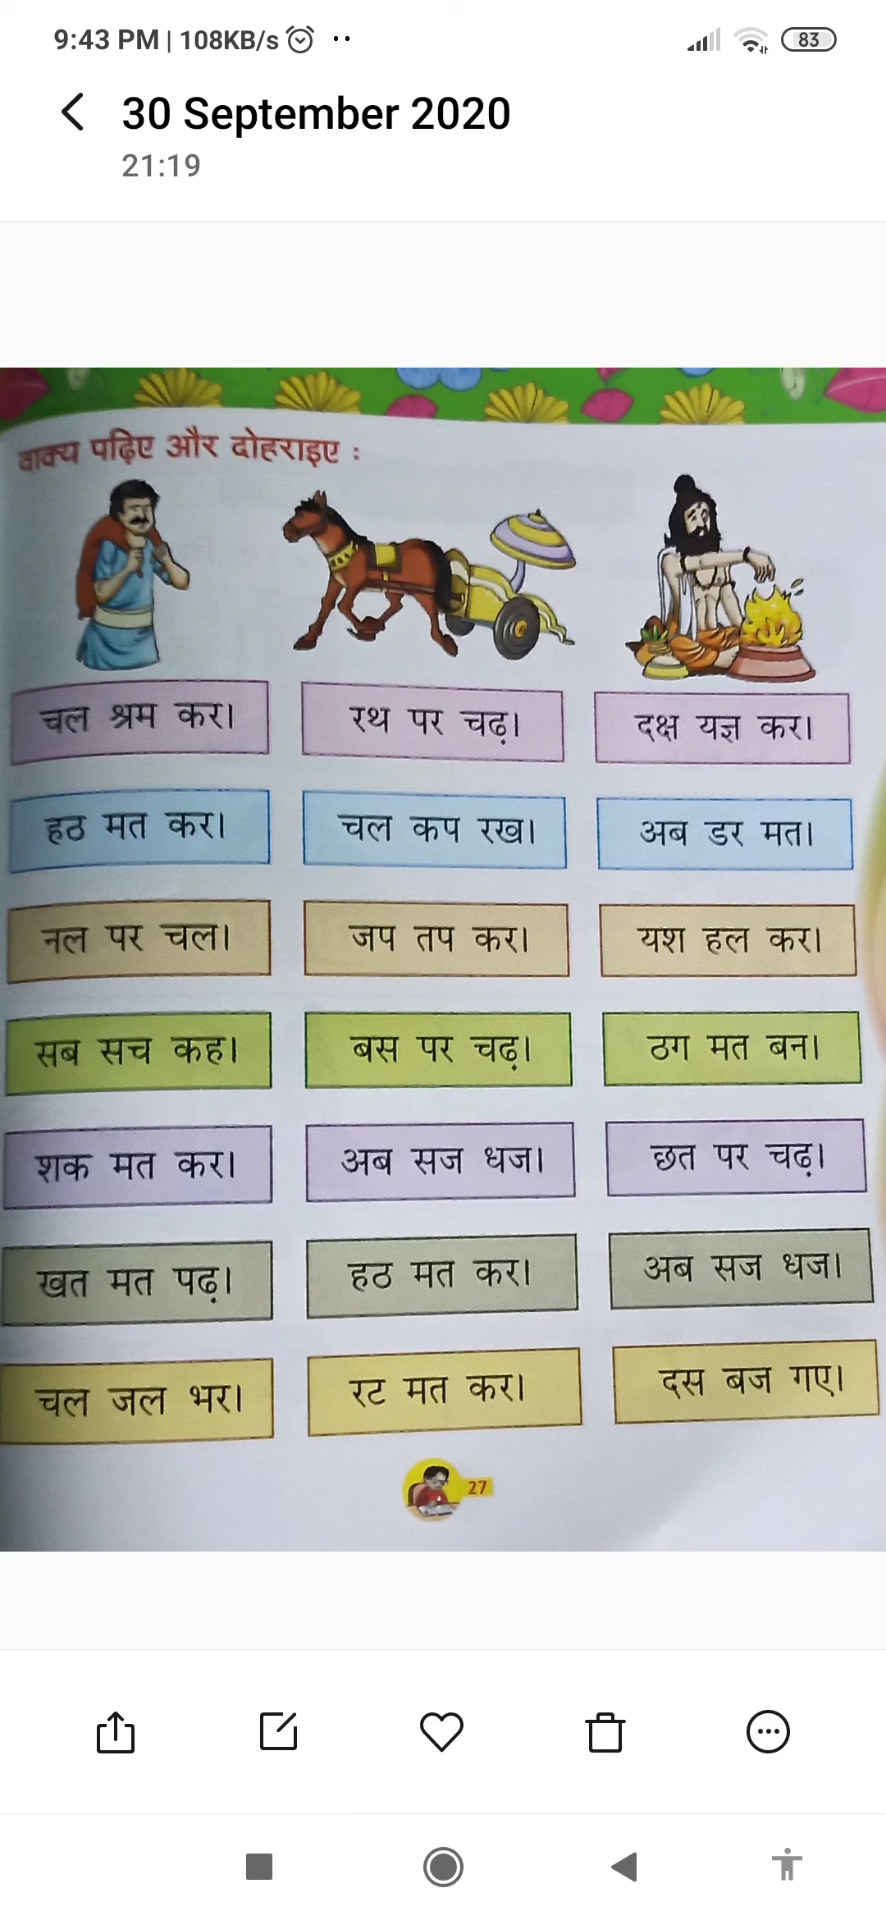 9:43 PM | 108KB/s
83
30 September 2020
21:19
वाक्य पढ़िए और दोहराइए :
चल श्रम कर। रथ पर चढ़। दक्ष यज्ञ कर।
हठ मत कर। चल कप रख। अब डर मत।
नल पर चल। जप तप कर। यश हल कर।
सब सच कह। बस पर चढ़। ठग मत बन।
शक मत कर। अब सज धज। छत पर चढ़।
खत मत पढ़। हठ मत कर। अब सज धज।
चल जल भर। रट मत कर। दस बज गए।
27